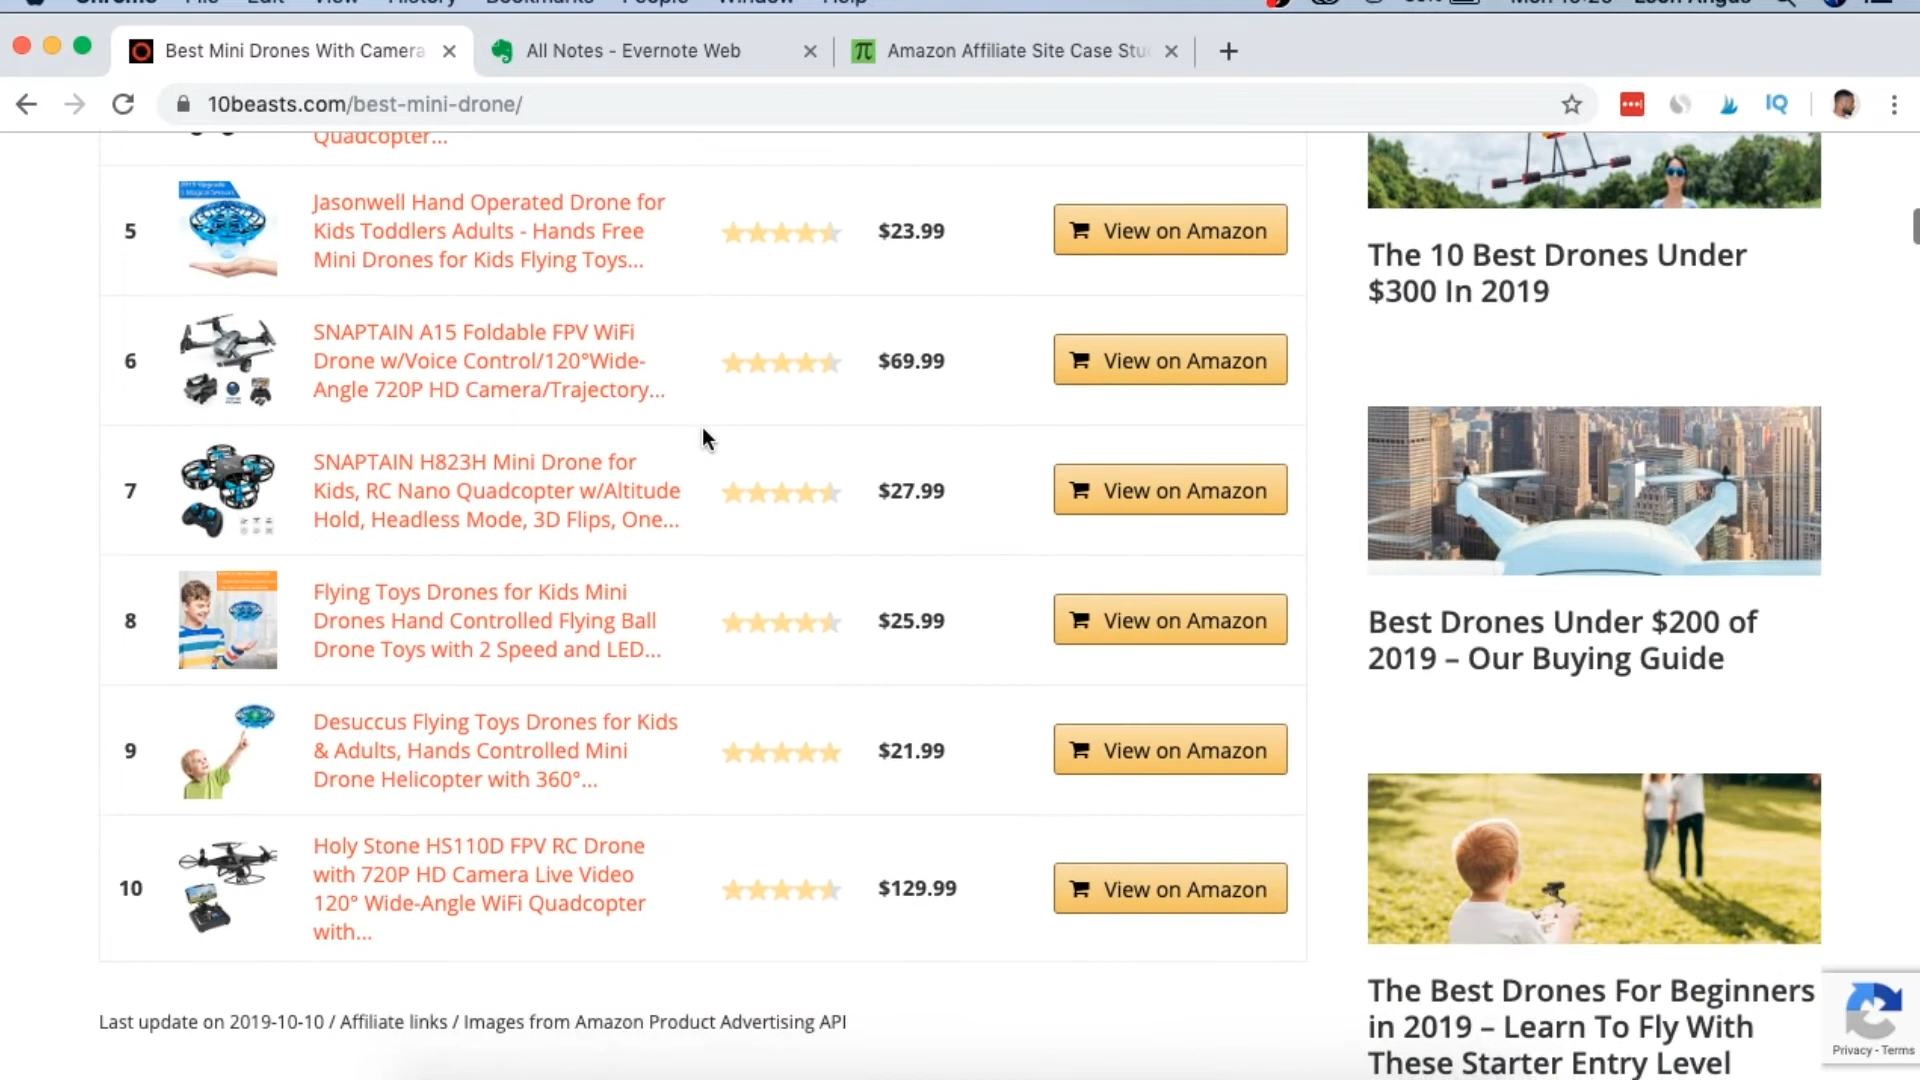 Chrome File Edit View History Bookmarks People Window Help
Best Mini Drones With Camera
All Notes - Evernote Web
Amazon Affiliate Site Case Stu
10beasts.com/best-mini-drone/
IQ
Quadcopter...
5
Jasonwell Hand Operated Drone for
Kids Toddlers Adults - Hands Free
Mini Drones for Kids Flying Toys...
$23.99
View on Amazon
6
SNAPTAIN A15 Foldable FPV WiFi
Drone w/Voice Control/120°Wide-
Angle 720P HD Camera/Trajectory...
$69.99
View on Amazon
7
SNAPTAIN H823H Mini Drone for
Kids, RC Nano Quadcopter w/Altitude
Hold, Headless Mode, 3D Flips, One...
$27.99
View on Amazon
8
Flying Toys Drones for Kids Mini
Drones Hand Controlled Flying Ball
Drone Toys with 2 Speed and LED...
$25.99
View on Amazon
9
Desuccus Flying Toys Drones for Kids
& Adults, Hands Controlled Mini
Drone Helicopter with 360°...
$21.99
View on Amazon
10
Holy Stone HS110D FPV RC Drone
with 720P HD Camera Live Video
120° Wide-Angle WiFi Quadcopter
with...
$129.99
View on Amazon
Last update on 2019-10-10 / Affiliate links / Images from Amazon Product Advertising API
The 10 Best Drones Under
$300 In 2019
Best Drones Under $200 of
2019 – Our Buying Guide
The Best Drones For Beginners
in 2019 – Learn To Fly With
These Starter Entry Level
Privacy - Terms